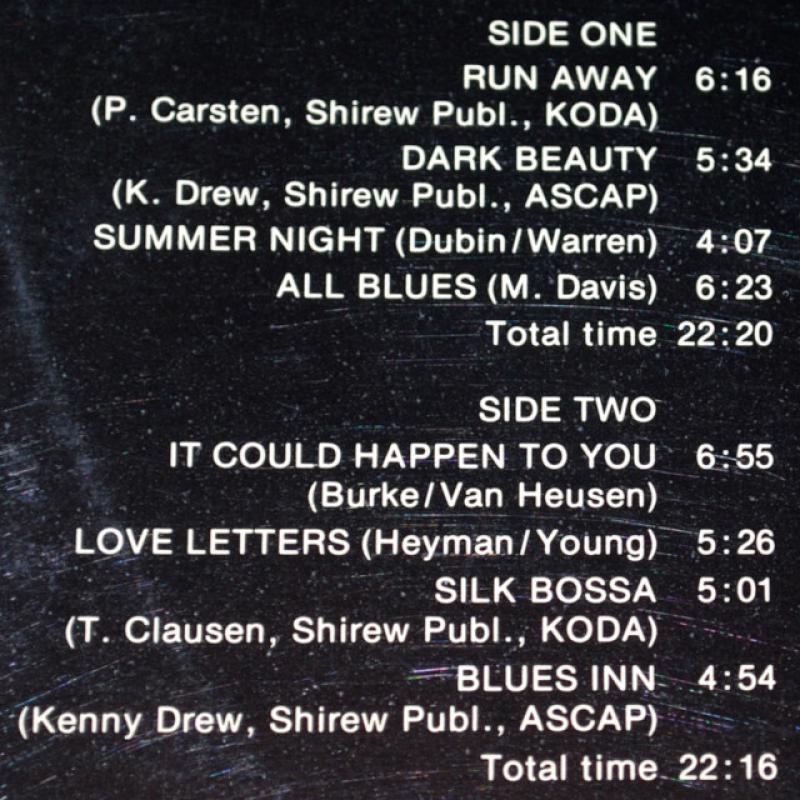 SIDE ONE
RUN AWAY 6:16
(P. Carsten, Shirew Publ., KODA)
DARK BEAUTY 5:34
(K. Drew, Shirew Publ., ASCAP)
SUMMER NIGHT (Dubin/Warren) 4:07
ALL BLUES (M. Davis) 6:23
Total time 22:20
SIDE TWO
IT COULD HAPPEN TO YOU 6:55
(Burke/Van Heusen)
LOVE LETTERS (Heyman/Young) 5:26
SILK BOSSA 5:01
(T. Clausen, Shirew Publ., KODA)
BLUES INN 4:54
(Kenny Drew, Shirew Publ., ASCAP)
Total time 22:16